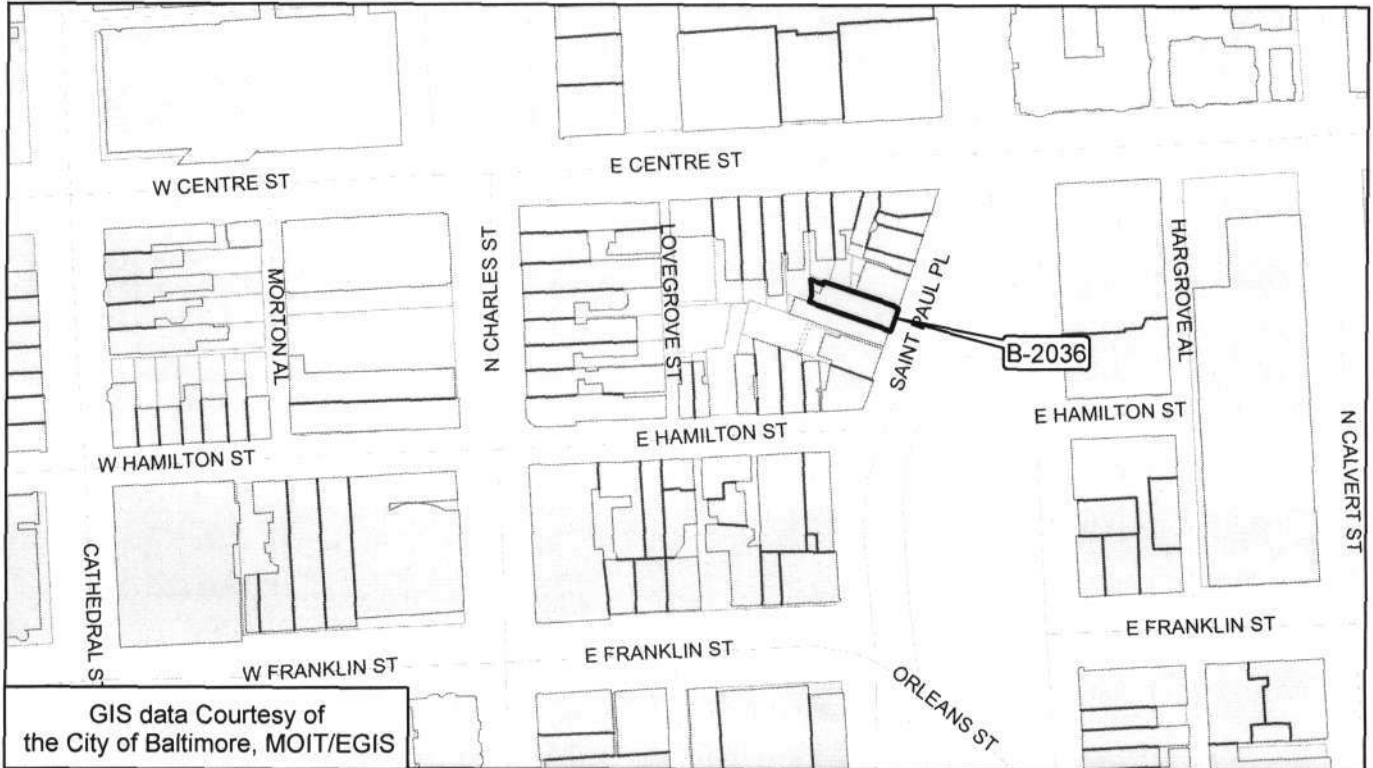 E CENTRE ST
W CENTRE ST
N CHARLES ST
LOVEGROVE ST
MORTON AL
SAINT PAUL PL
HARGROVE AL
B-2036
E HAMILTON ST
E HAMILTON ST
W HAMILTON ST
N CALVERT ST
CATHEDRAL ST
E FRANKLIN ST
E FRANKLIN ST
W FRANKLIN ST
ORLEANS ST
GIS data Courtesy of
the City of Baltimore, MOIT/EGIS